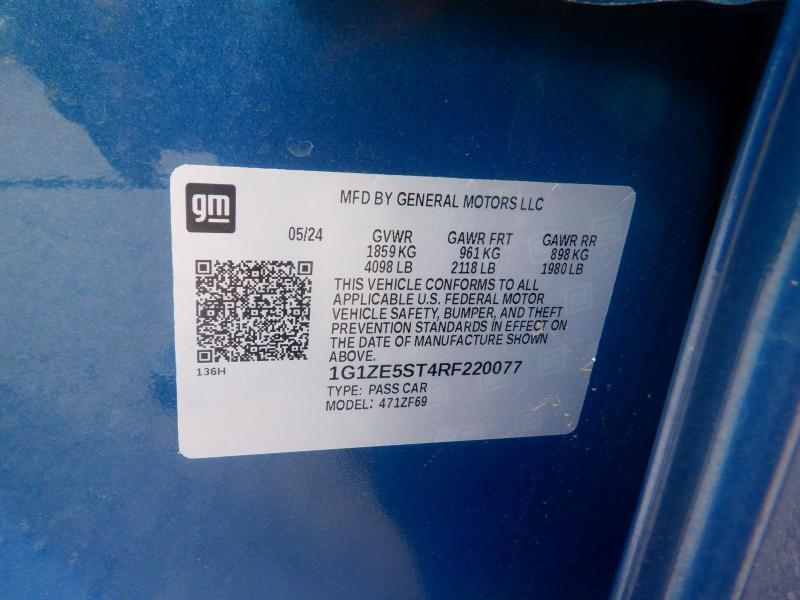 gm
MFD BY GENERAL MOTORS LLC
05/24 GVWR GAWR FRT GAWR RR
1859 KG 961 KG 898 KG
4098 LB 2118 LB 1980 LB
THIS VEHICLE CONFORMS TO ALL
APPLICABLE U.S. FEDERAL MOTOR
VEHICLE SAFETY, BUMPER, AND THEFT
PREVENTION STANDARDS IN EFFECT ON
THE DATE OF MANUFACTURE SHOWN
ABOVE.
136H
1G1ZE5ST4RF220077
TYPE: PASS CAR
MODEL: 471ZF69